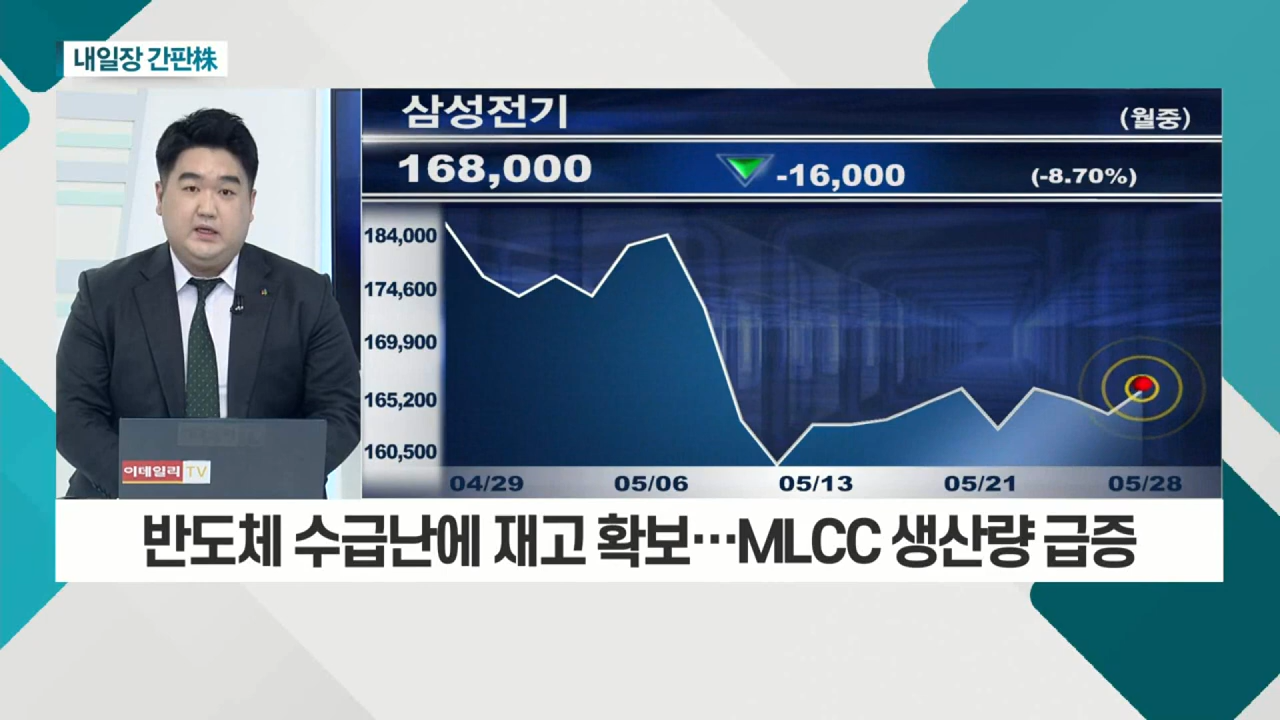 내일장 간판株
삼성전기
(월중)
168,000
-16,000
(-8.70%)
184,000
174,600
169,900
165,200
160,500
04/29
05/06
05/13
05/21
05/28
이데일리 TV
반도체 수급난에 재고 확보…MLCC 생산량 급증